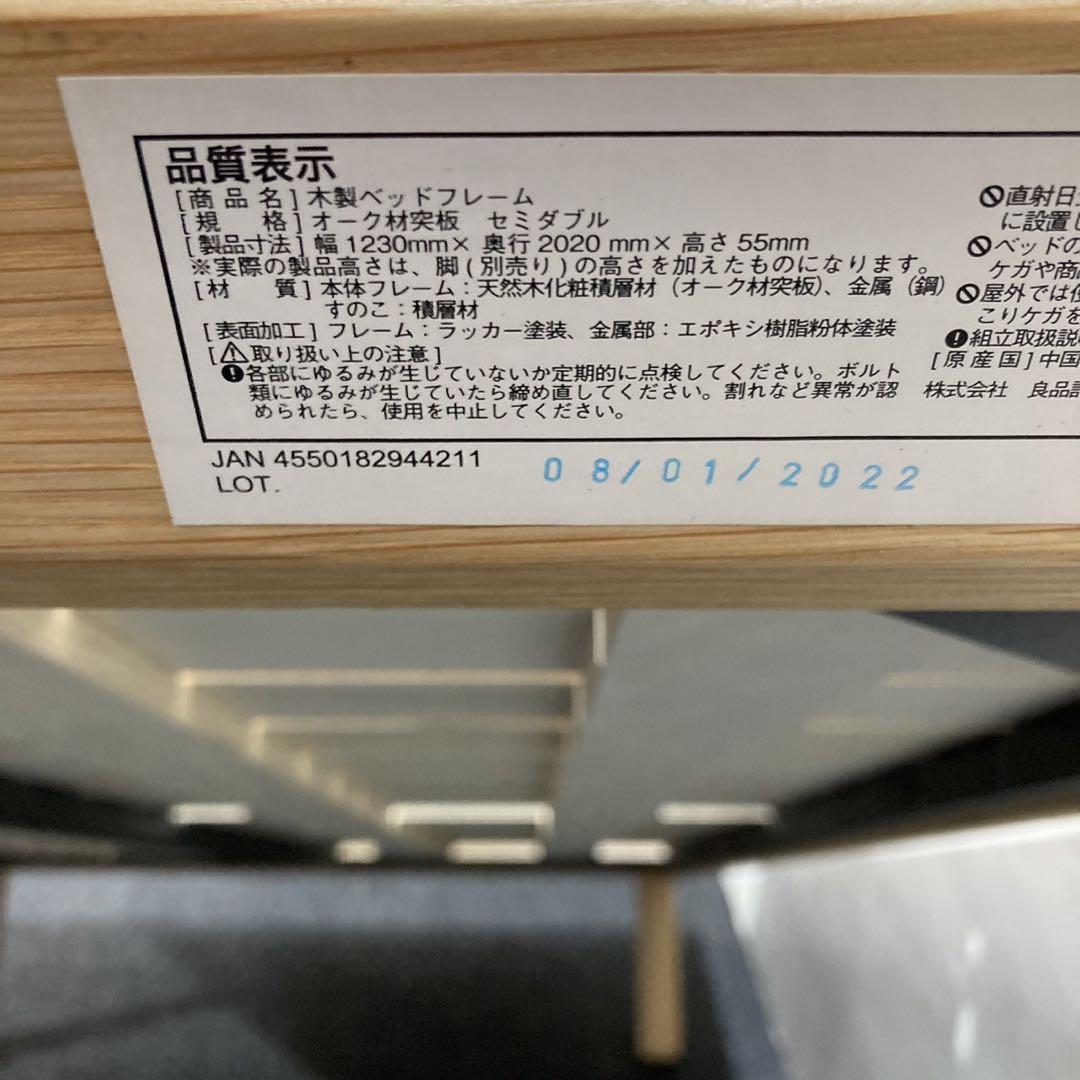 品質表示
[商品名] 木製ベッドフレーム
[規格] オーク材突板 セミダブル
[製品寸法] 幅 1230mm× 奥行 2020 mm× 高さ 55mm
※実際の製品高さは、脚(別売り)の高さを加えたものになります。
[材質] 本体フレーム:天然木化粧積層材(オーク材突板)、金属(鋼)
すのこ:積層材
[表面加工] フレーム:ラッカー塗装、金属部:エポキシ樹脂粉体塗装
[⚠取り扱い上の注意]
各部にゆるみが生じていないか定期的に点検してください。ボルト
類にゆるみが生じていたら締め直してください。割れなど異常が認
められたら、使用を中止してください。
直射日
に設置し
ベッドの
ケガや商
屋外では使
こりケガを
組立取扱説
[原産国] 中国
株式会社 良品計
JAN 4550182944211
LOT.
08/01/2022